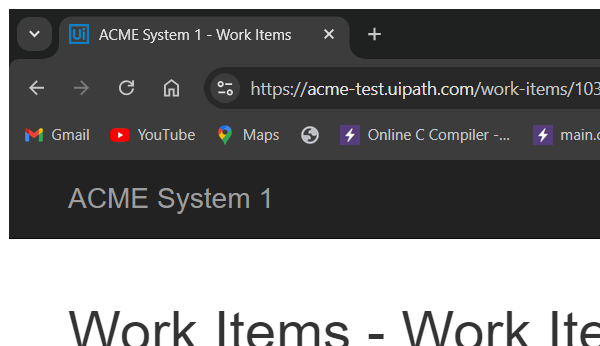 Ui ACME System 1 - Work Items
https://acme-test.uipath.com/work-items/103
Gmail YouTube Maps Online C Compiler -... main.c
ACME System 1
Work Items - Work Ite